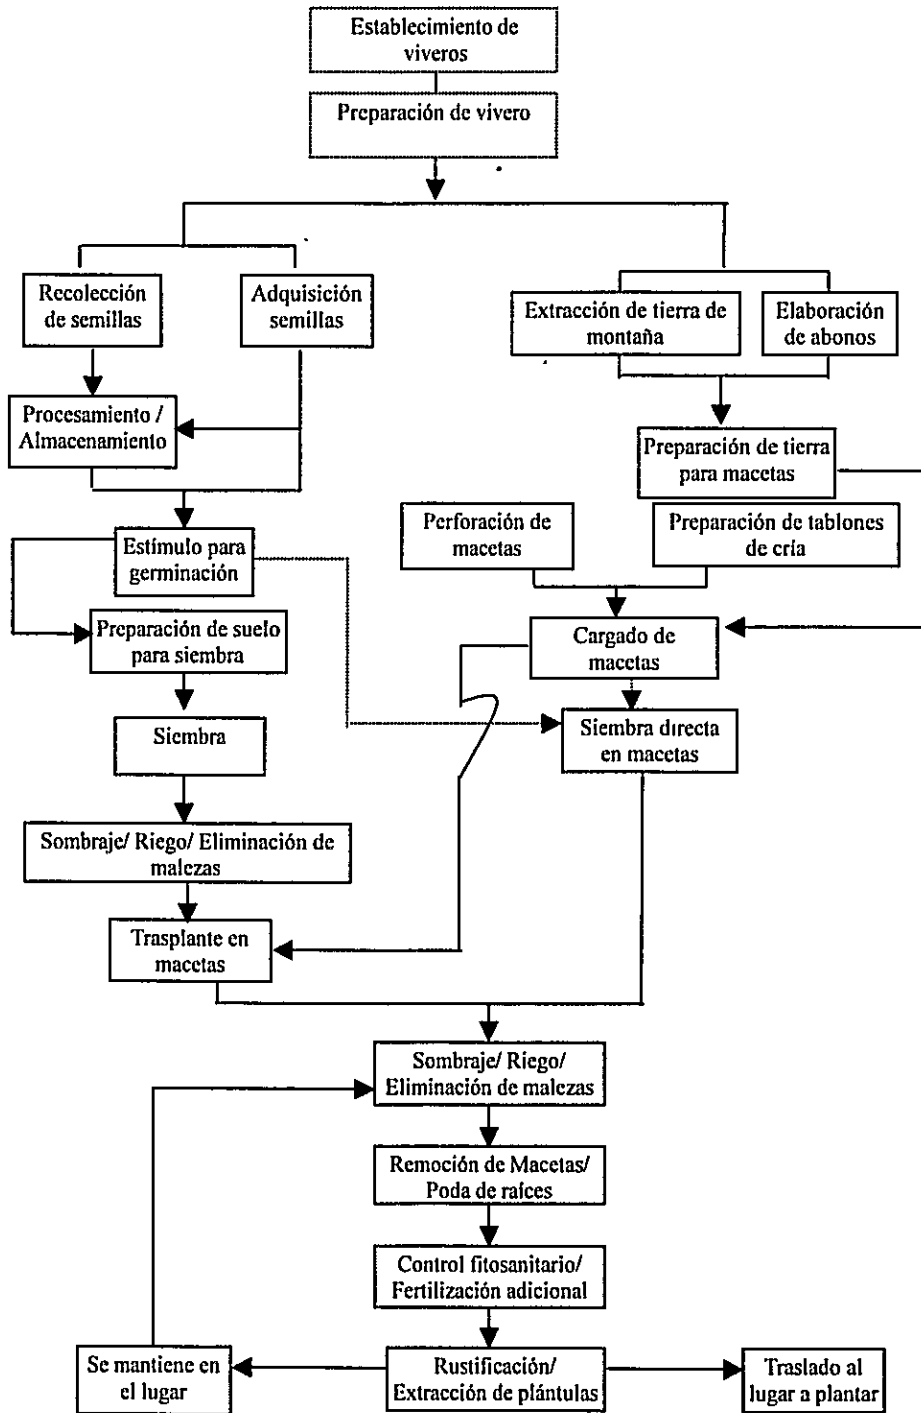 Establecimiento de
viveros
Preparación de vivero
Recolección
de semillas
Adquisición
semillas
Extracción de tierra de
montaña
Elaboración
de abonos
Procesamiento /
Almacenamiento
Preparación de tierra
para macetas
Perforación de
macetas
Preparación de tablones
de cría
Estímulo para
germinación
Preparación de suelo
para siembra
Cargado de
macetas
Siembra
Siembra directa
en macetas
Sombraje/ Riego/ Eliminación de
malezas
Trasplante en
macetas
Sombraje/ Riego/
Eliminación de malezas
Remoción de Macetas/
Poda de raíces
Control fitosanitario/
Fertilización adicional
Se mantiene en
el lugar
Rustificación/
Extracción de plántulas
Traslado al
lugar a plantar